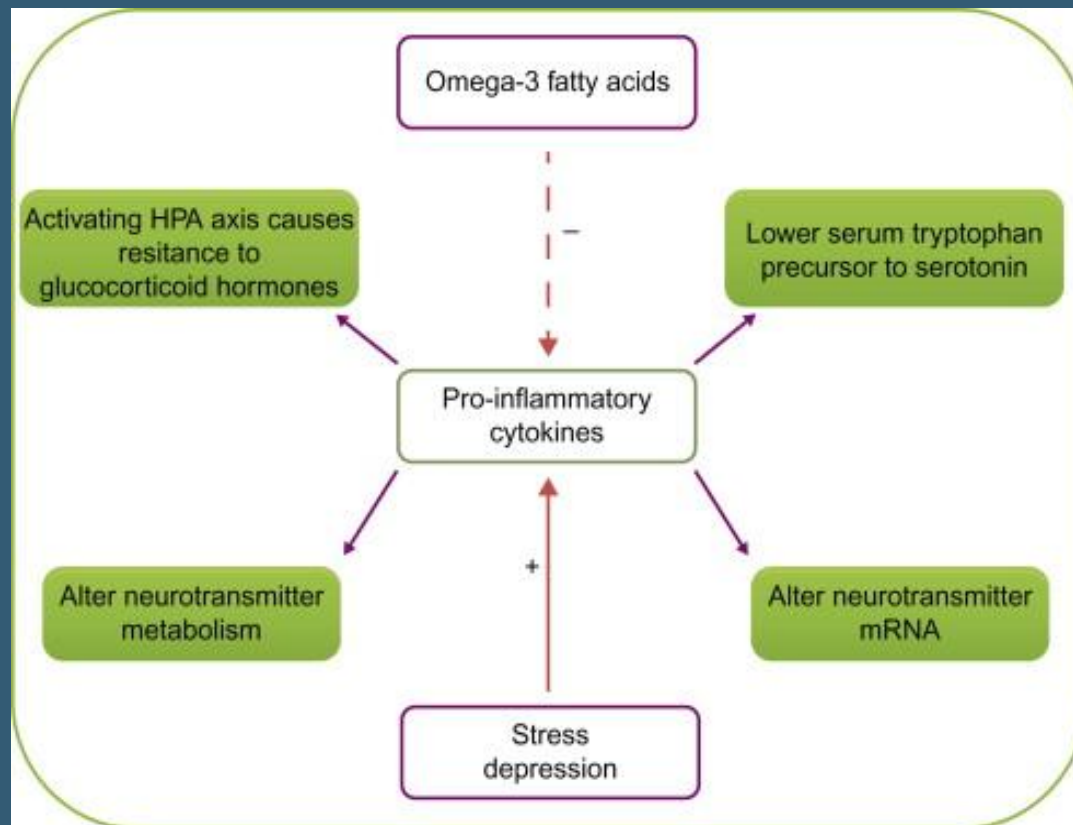 Omega-3 fatty acids
Activating HPA axis causes
resitance to
glucocorticoid hormones
–
Lower serum tryptophan
precursor to serotonin
Pro-inflammatory
cytokines
Alter neurotransmitter
metabolism
+
Alter neurotransmitter
mRNA
Stress
depression